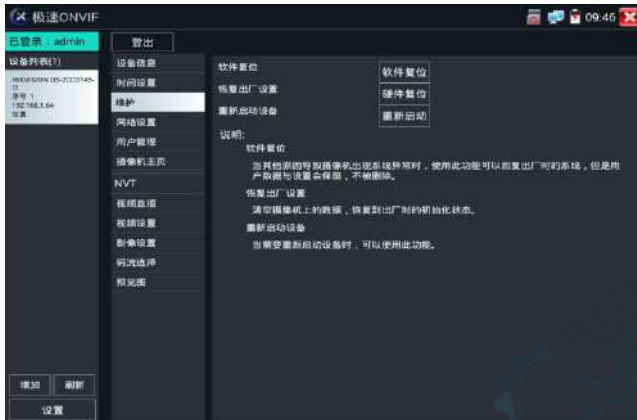 极速ONVIF
09:46
已登录：admin
登出
设备列表(1)
192.168.1.64
设置
设备信息
时间设置
维护
网络设置
用户管理
摄像机主页
NVT
视频直播
视频设置
影像设置
码流选择
预览图
软件复位
软件复位
恢复出厂设置
硬件复位
重新启动设备
重新启动
说明:
软件复位
当其他原因导致摄像机出现系统异常时，使用此功能可以回复出厂时的系统，但是用
户数据与设置会保留，不被删除。
恢复出厂设置
清空摄像机上的数据，恢复到出厂时的初始化状态。
重新启动设备
当需要重新启动设备时，可以使用此功能。
增加
刷新
设置